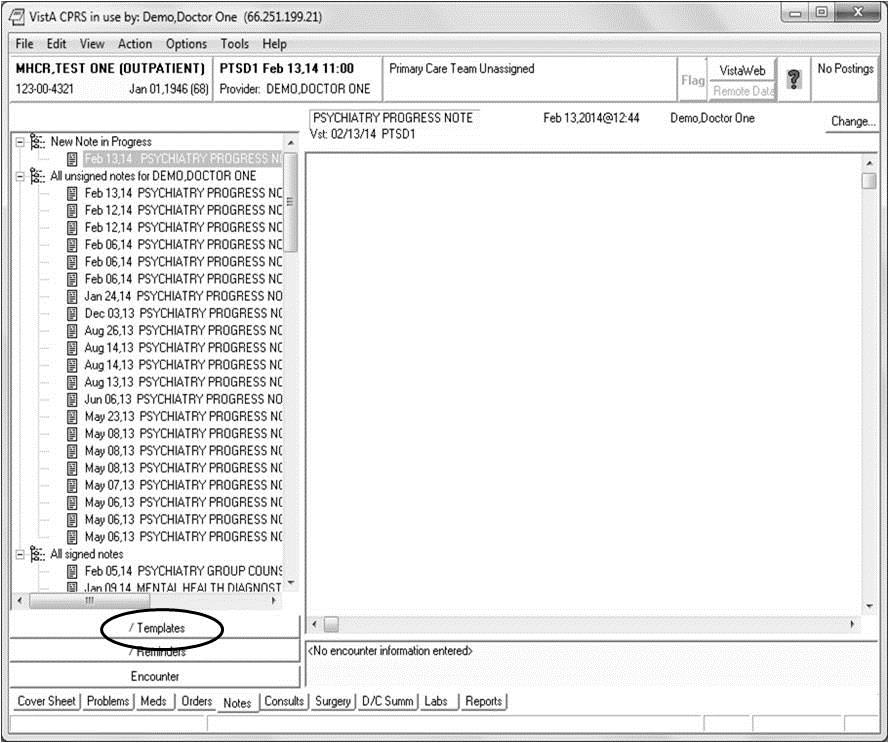 VistA CPRS in use by: Demo,Doctor One (66.251.199.21)
File Edit View Action Options Tools Help
MHCR,TEST ONE (OUTPATIENT) PTSD1 Feb 13,14 11:00 Primary Care Team Unassigned Flag VistaWeb ? No Postings
123-00-4321 Jan 01,1946 (68) Provider: DEMO,DOCTOR ONE Remote Data
PSYCHIATRY PROGRESS NOTE Feb 13,2014@12:44 Demo,Doctor One Change...
Vst: 02/13/14 PTSD1
New Note in Progress
Feb 13,14 PSYCHIATRY PROGRESS N
All unsigned notes for DEMO,DOCTOR ONE
Feb 13,14 PSYCHIATRY PROGRESS NO
Feb 12,14 PSYCHIATRY PROGRESS NO
Feb 12,14 PSYCHIATRY PROGRESS NO
Feb 06,14 PSYCHIATRY PROGRESS NO
Feb 06,14 PSYCHIATRY PROGRESS NO
Feb 06,14 PSYCHIATRY PROGRESS NO
Jan 24,14 PSYCHIATRY PROGRESS NO
Dec 03,13 PSYCHIATRY PROGRESS NO
Aug 26,13 PSYCHIATRY PROGRESS NO
Aug 14,13 PSYCHIATRY PROGRESS NO
Aug 14,13 PSYCHIATRY PROGRESS NO
Aug 13,13 PSYCHIATRY PROGRESS NO
Jun 06,13 PSYCHIATRY PROGRESS NO
May 23,13 PSYCHIATRY PROGRESS NO
May 08,13 PSYCHIATRY PROGRESS NO
May 08,13 PSYCHIATRY PROGRESS NO
May 08,13 PSYCHIATRY PROGRESS NO
May 07,13 PSYCHIATRY PROGRESS NO
May 06,13 PSYCHIATRY PROGRESS NO
May 06,13 PSYCHIATRY PROGRESS NO
May 06,13 PSYCHIATRY PROGRESS NO
All signed notes
Feb 05,14 PSYCHIATRY GROUP COUNS
Jan 09,14 MENTAL HEALTH DIAGNOST
/ Templates
/ Reminders
<No encounter information entered>
Encounter
Cover Sheet Problems Meds Orders Notes Consults Surgery D/C Summ Labs Reports